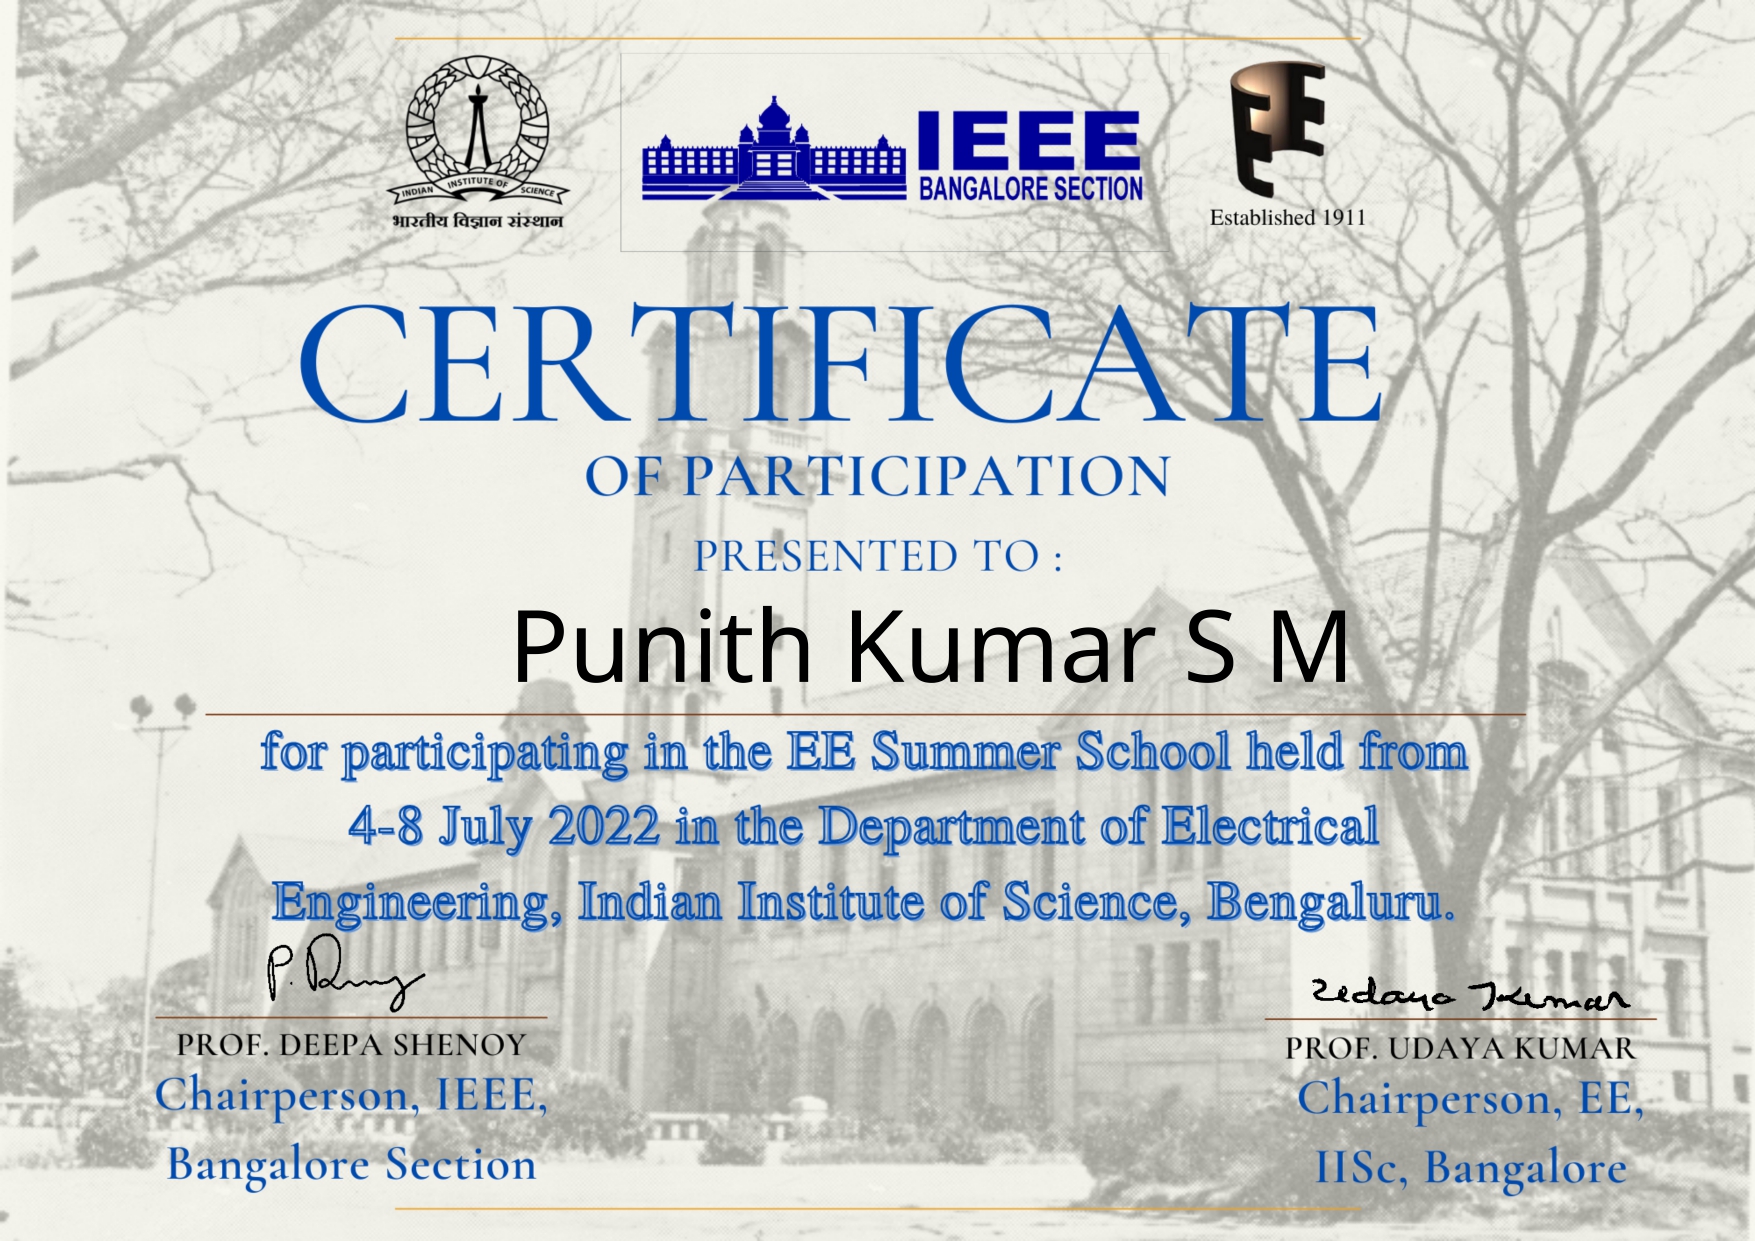 INDIAN INSTITUTE OF SCIENCE
भारतीय विज्ञान संस्थान
IEEE
BANGALORE SECTION
EE
Established 1911
CERTIFICATE
OF PARTICIPATION
PRESENTED TO :
Punith Kumar S M
for participating in the EE Summer School held from
4-8 July 2022 in the Department of Electrical
Engineering, Indian Institute of Science, Bengaluru.
P. Deepa Shenoy
PROF. DEEPA SHENOY
Chairperson, IEEE,
Bangalore Section
Udaya Kumar
PROF. UDAYA KUMAR
Chairperson, EE,
IISc, Bangalore